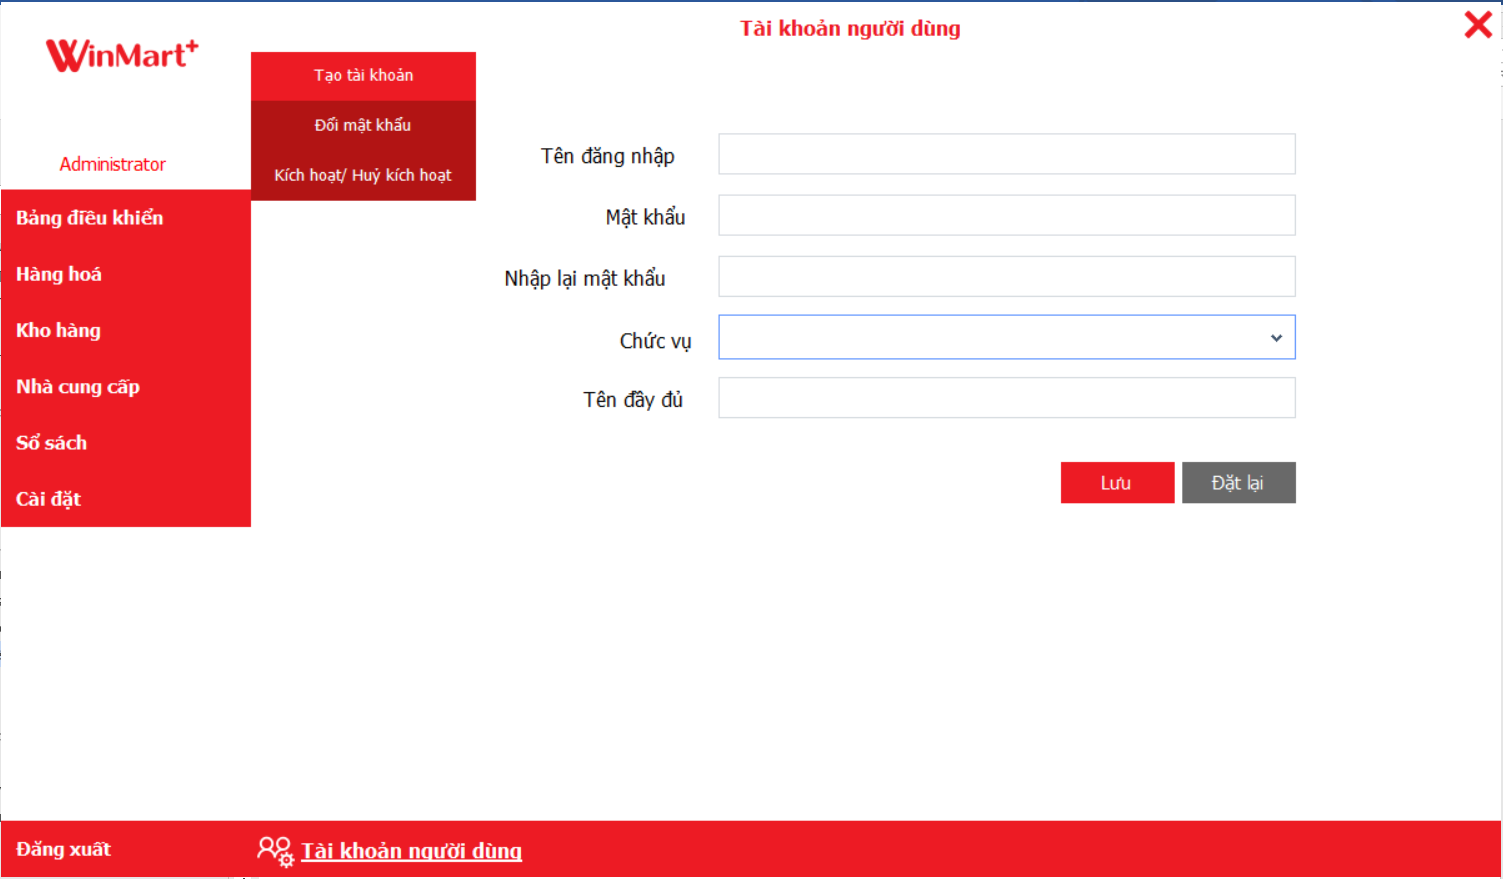 Tài khoản người dùng
WinMart+
Tạo tài khoản
Đổi mật khẩu
Kích hoạt/ Huỷ kích hoạt
Administrator
Bảng điều khiển
Hàng hoá
Kho hàng
Nhà cung cấp
Sổ sách
Cài đặt
Tên đăng nhập
Mật khẩu
Nhập lại mật khẩu
Chức vụ
Tên đầy đủ
Lưu
Đặt lại
Đăng xuất
Tài khoản người dùng